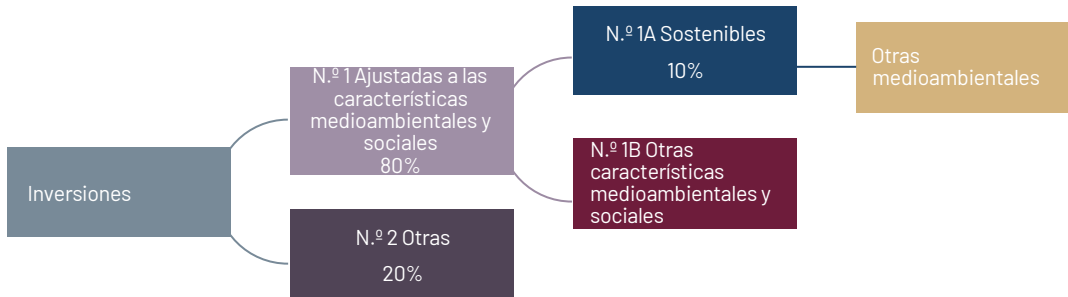 Inversiones
N.º 1 Ajustadas a las
características
medioambientales y
sociales
80%
N.º 2 Otras
20%
N.º 1A Sostenibles
10%
N.º 1B Otras
características
medioambientales y
sociales
Otras
medioambientales